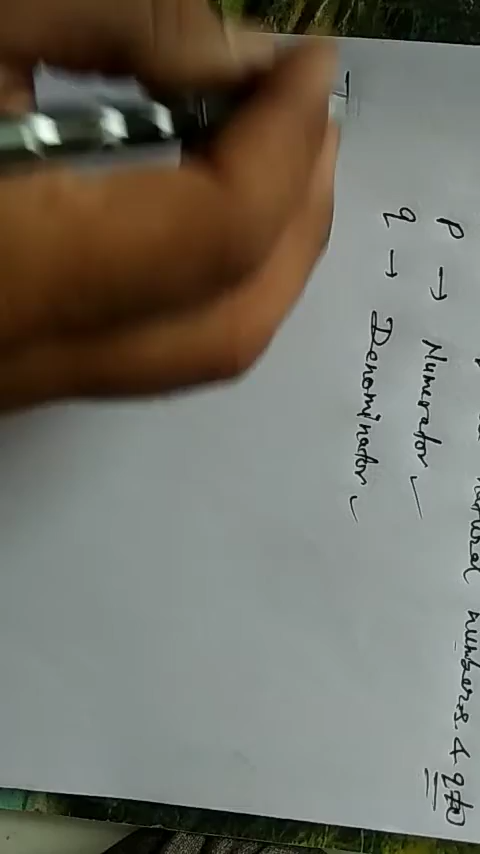 natural numbers & q≠0
p → Numerator ✓
q → Denominator ✓
T